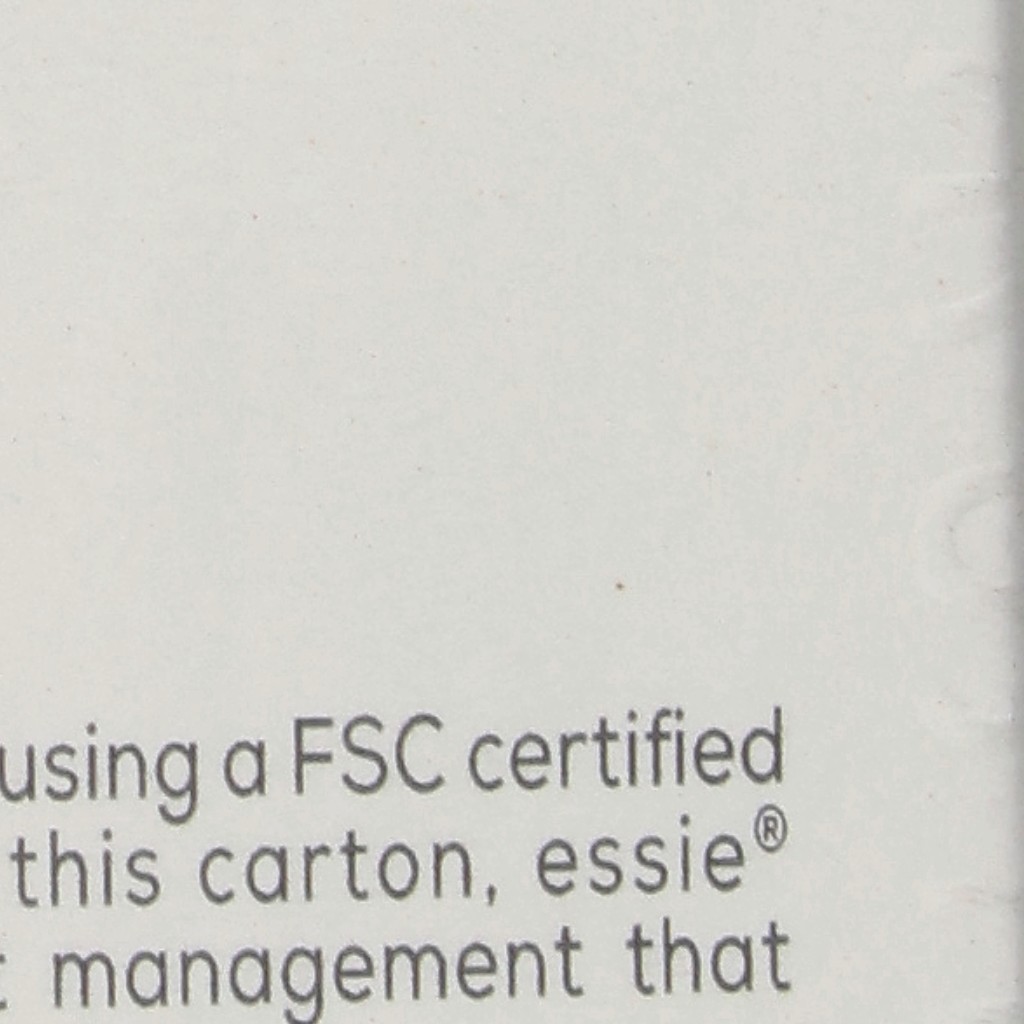 using a FSC certified
this carton, essie®
management that